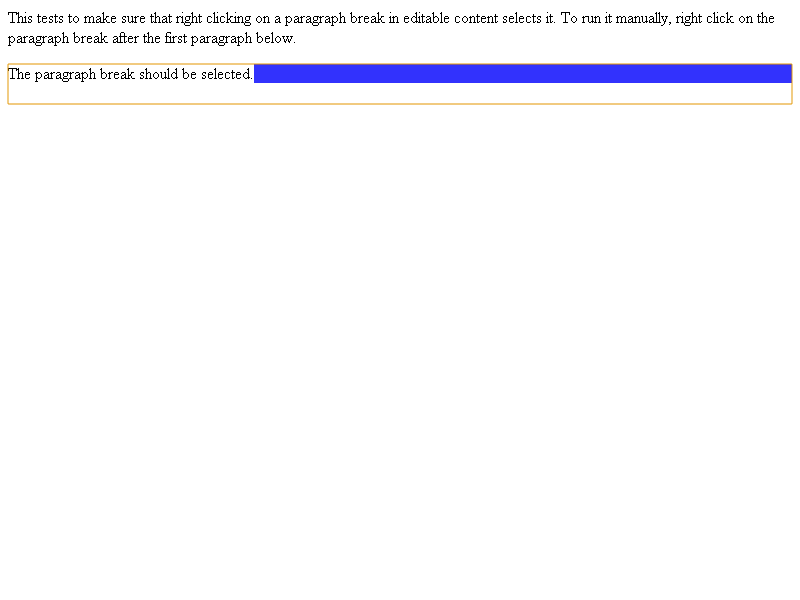 This tests to make sure that right clicking on a paragraph break in editable content selects it. To run it manually, right click on the
paragraph break after the first paragraph below.
The paragraph break should be selected.